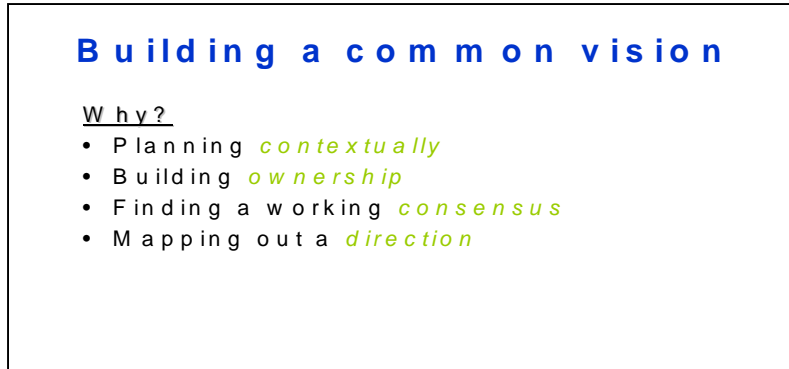 Building a common vision
Why?
• Planning contextually
• Building ownership
• Finding a working consensus
• Mapping out a direction